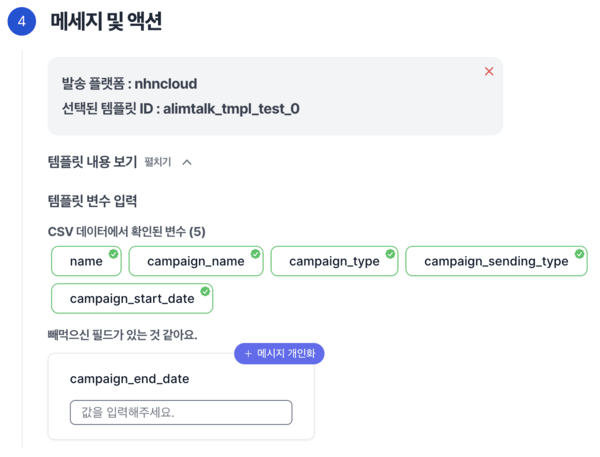 4 메세지 및 액션
발송 플랫폼 : nhncloud
선택된 템플릿 ID : alimtalk_tmpl_test_0
템플릿 내용 보기 펼치기
템플릿 변수 입력
CSV 데이터에서 확인된 변수 (5)
name campaign_name campaign_type campaign_sending_type
campaign_start_date
빼먹으신 필드가 있는 것 같아요.
+ 메시지 개인화
campaign_end_date
값을 입력해주세요.